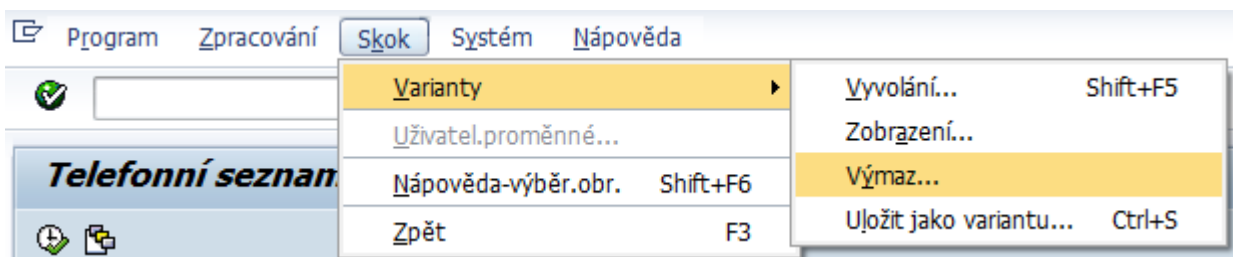 Program Zpracování Skok Systém Nápověda
Varianty
Uživatel.proměnné...
Nápověda-výběr.obr. Shift+F6
Zpět F3
Vyvolání... Shift+F5
Zobrazení...
Výmaz...
Uložit jako variantu... Ctrl+S
Telefonní seznam